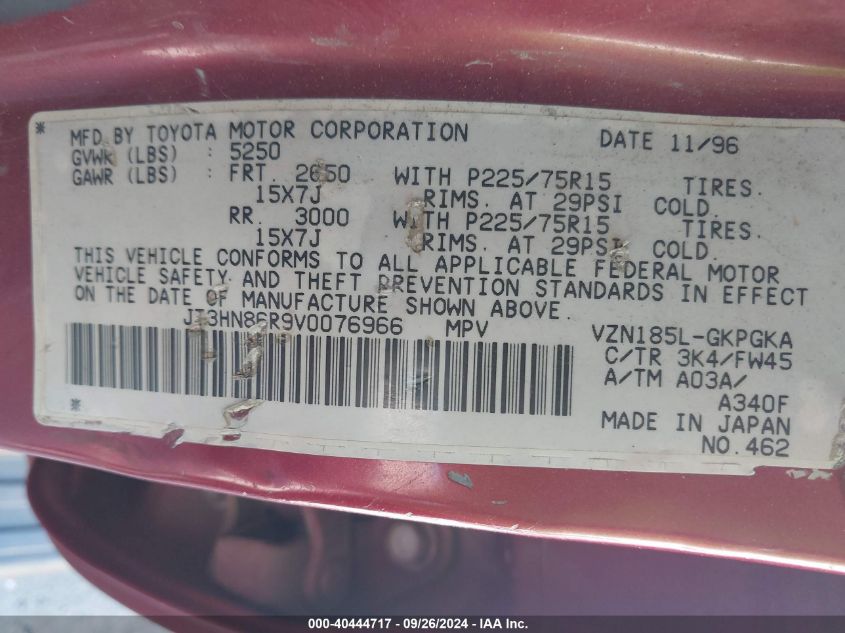 MFD BY TOYOTA MOTOR CORPORATION DATE 11/96
GVWR (LBS) : 5250
GAWR (LBS) : FRT. 2650 WITH P225/75R15 TIRES.
15X7J RIMS. AT 29PSI COLD.
RR. 3000 WITH P225/75R15 TIRES.
15X7J RIMS. AT 29PSI COLD.
THIS VEHICLE CONFORMS TO ALL APPLICABLE FEDERAL MOTOR
VEHICLE SAFETY AND THEFT PREVENTION STANDARDS IN EFFECT
ON THE DATE OF MANUFACTURE SHOWN ABOVE.
JT3HN86R9V0076966 MPV VZN185L-GKPGKA
C/TR 3K4/FW45
A/TM A03A/
A340F
MADE IN JAPAN
NO.462
000-40444717 - 09/26/2024 - IAA Inc.